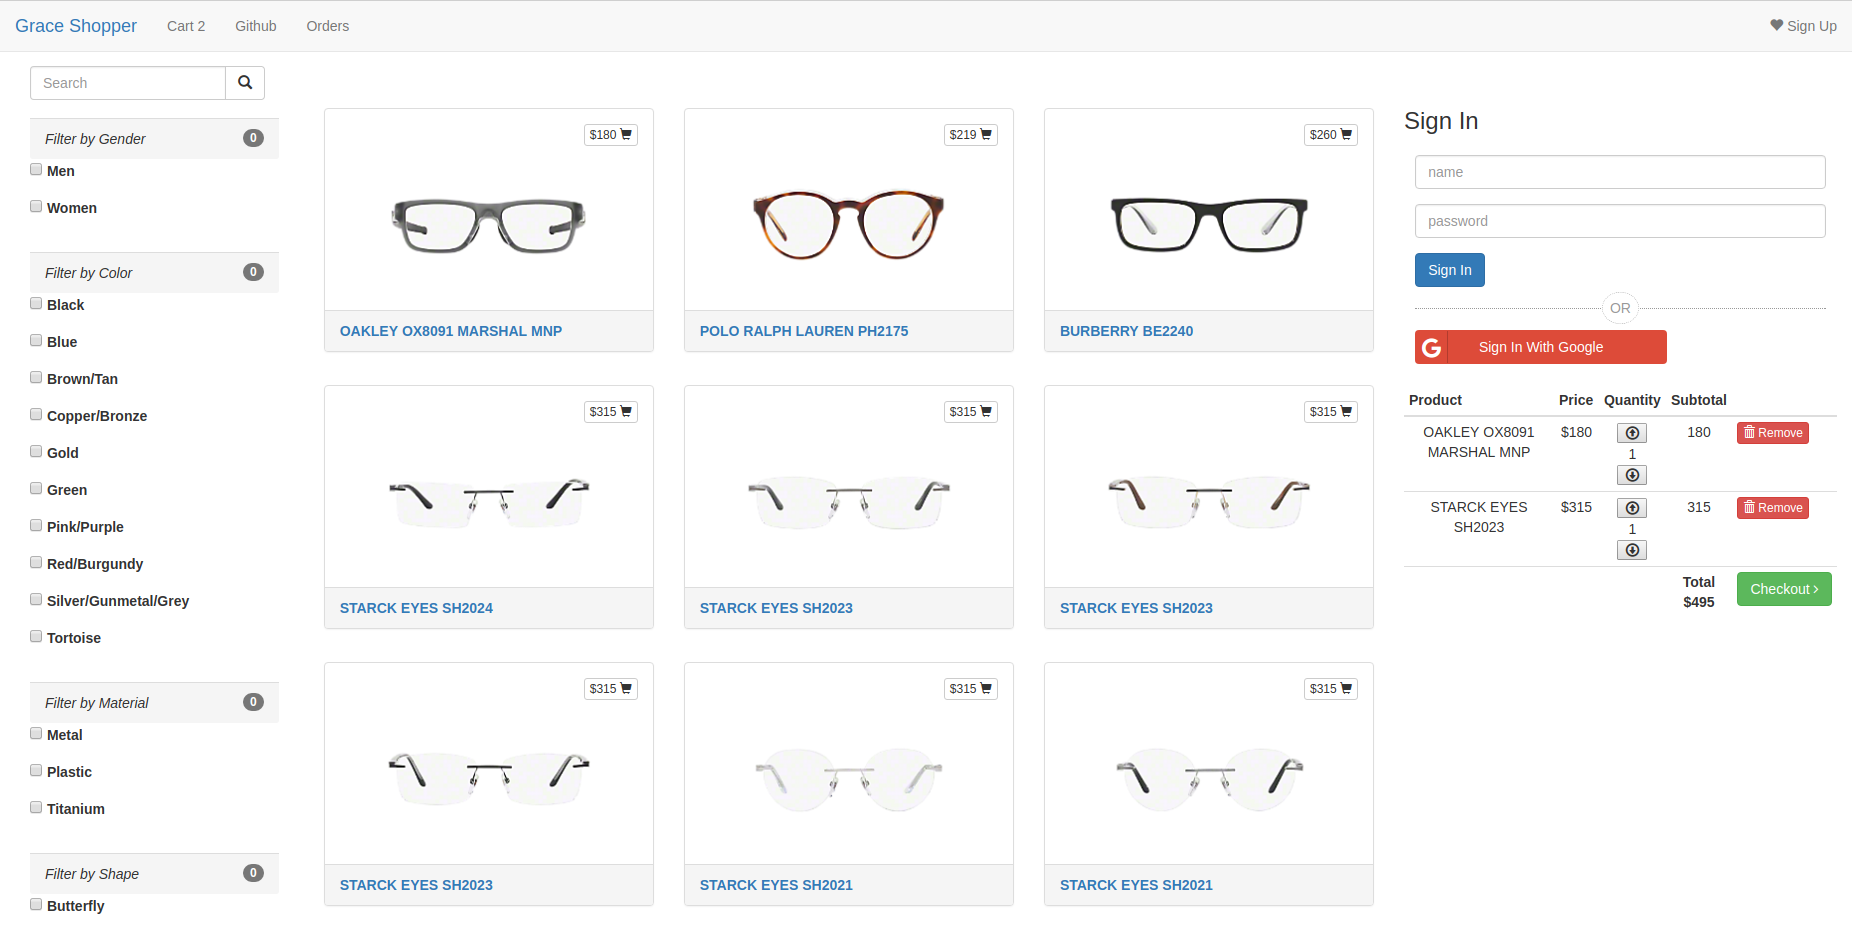 Grace Shopper Cart 2 Github Orders Sign Up
Search
Filter by Gender 0
Men
Women
Filter by Color 0
Black
Blue
Brown/Tan
Copper/Bronze
Gold
Green
Pink/Purple
Red/Burgundy
Silver/Gunmetal/Grey
Tortoise
Filter by Material 0
Metal
Plastic
Titanium
Filter by Shape 0
Butterfly
$180
OAKLEY OX8091 MARSHAL MNP
$219
POLO RALPH LAUREN PH2175
$260
BURBERRY BE2240
$315
STARCK EYES SH2024
$315
STARCK EYES SH2023
$315
STARCK EYES SH2023
$315
STARCK EYES SH2023
$315
STARCK EYES SH2021
$315
STARCK EYES SH2021
Sign In
name
password
Sign In
OR
G Sign In With Google
Product Price Quantity Subtotal
OAKLEY OX8091 $180 180 Remove
MARSHAL MNP 1
STARCK EYES $315 315 Remove
SH2023 1
Total Checkout ›
$495